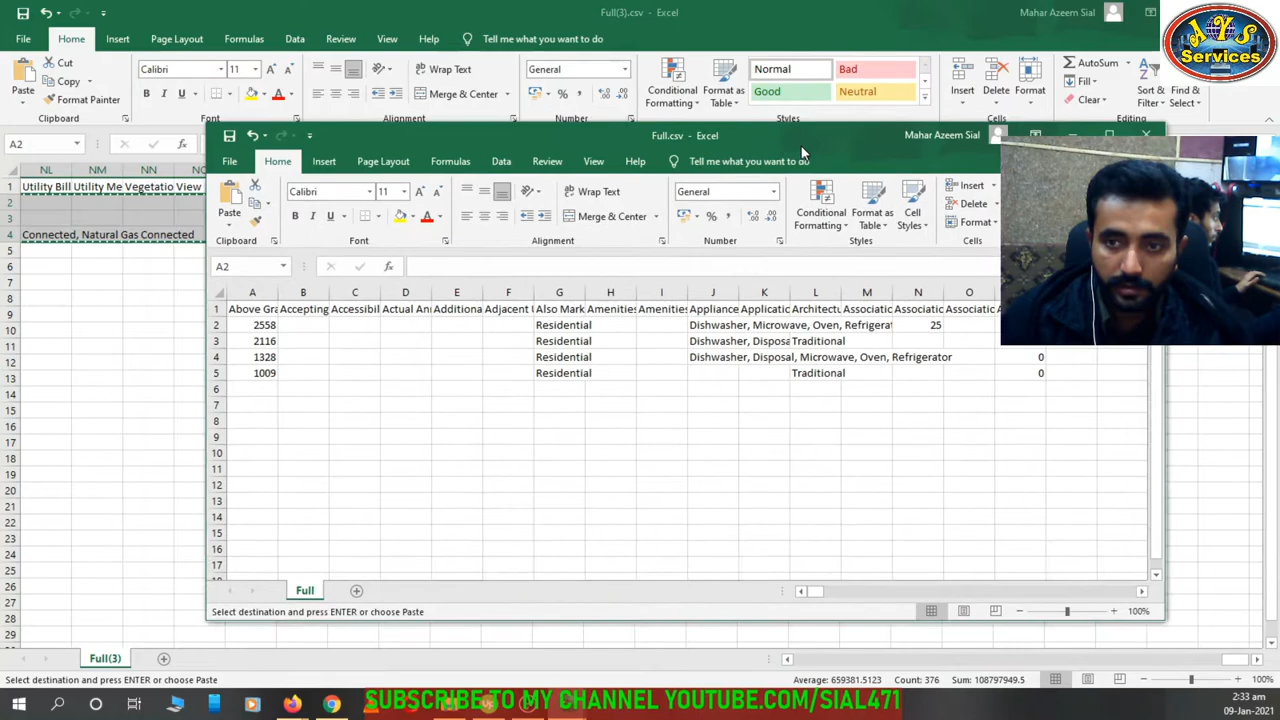 Full(3).csv - Excel
Mahar Azeem Sial
AYS
Services
File Home Insert Page Layout Formulas Data Review View Help Tell me what you want to do
Paste
Cut
Copy
Format Painter
Calibri 11
B I U
Wrap Text
Merge & Center
General
Conditional
Formatting
Format as
Table
Normal Bad
Good Neutral
Insert Delete Format
AutoSum
Fill
Clear
Sort &
Filter
Find &
Select
Clipboard
Font
Alignment
Number
Styles
Cells
Editing
A2
NL NM NN NO
1 Utility Bill Utility Me Vegetatio View
2
3
4 Connected, Natural Gas Connected
5
6
7
8
9
10
11
12
13
14
15
16
17
18
19
20
21
22
23
24
25
26
27
28
29
Full.csv - Excel
Mahar Azeem Sial
File Home Insert Page Layout Formulas Data Review View Help Tell me what you want to do
Paste
Calibri 11
B I U
Wrap Text
Merge & Center
General
Conditional
Formatting
Format as
Table
Cell
Styles
Insert
Delete
Format
Clipboard Font Alignment Number Styles Cells
A2
A B C D E F G H I J K L M N O
1 Above Gra Accepting Accessibil Actual An Additiona Adjacent Also Mark Amenities Amenities Appliance Applicatio Architectu Associatio Associatio Associatio
2 2558 Residential Dishwasher, Microwave, Oven, Refrigerat 25
3 2116 Residential Dishwasher, Disposa Traditional
4 1328 Residential Dishwasher, Disposal, Microwave, Oven, Refrigerator 0
5 1009 Residential Traditional 0
6
7
8
9
10
11
12
13
14
15
16
17
Full
Select destination and press ENTER or choose Paste
100%
Full(3)
Select destination and press ENTER or choose Paste
Average: 659381.5123 Count: 376 Sum: 108797949.5
100%
SUBSCRIBE TO MY CHANNEL YOUTUBE.COM/SIAL471
2:33 am
09-Jan-2021